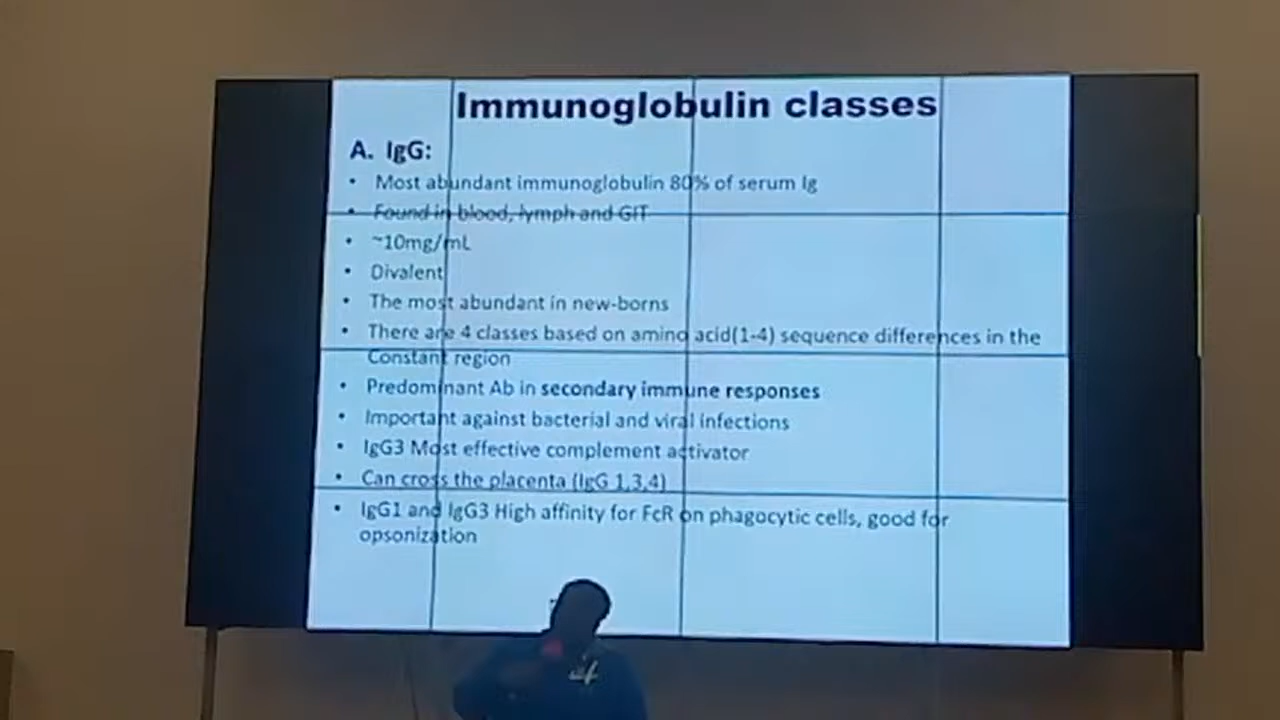 Immunoglobulin classes
A. IgG:
• Most abundant immunoglobulin 80% of serum Ig
• Found in blood, lymph and GIT
• ~10mg/mL
• Divalent
• The most abundant in new-borns
• There are 4 classes based on amino acid(1-4) sequence differences in the
Constant region
• Predominant Ab in secondary immune responses
• Important against bacterial and viral infections
• IgG3 Most effective complement activator
• Can cross the placenta (IgG 1,3,4)
• IgG1 and IgG3 High affinity for FcR on phagocytic cells, good for
opsonization